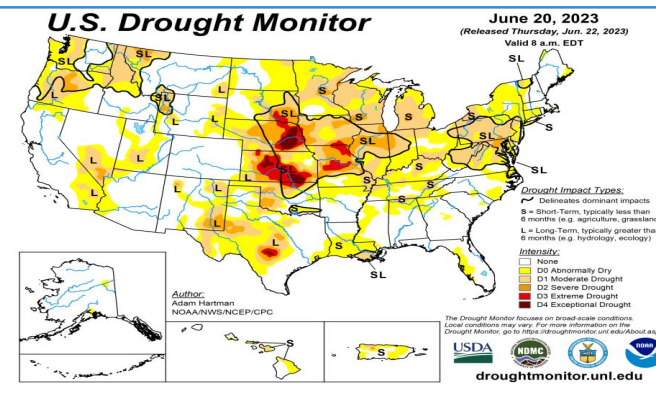 U.S. Drought Monitor
June 20, 2023
(Released Thursday, Jun. 22, 2023)
Valid 8 a.m. EDT
SL
SL
SL
L
SL
L
L
L
L
L
L
L
L
L
L
SL
SL
SL
S
S
S
S
S
S
S
S
S
S
SL
SL
SL
S
S
S
Drought Impact Types:
Delineates dominant impacts
S = Short-Term, typically less than
6 months (e.g. agriculture, grassland
L = Long-Term, typically greater tha
6 months (e.g. hydrology, ecology)
Intensity:
None
D0 Abnormally Dry
D1 Moderate Drought
D2 Severe Drought
D3 Extreme Drought
D4 Exceptional Drought
Author:
Adam Hartman
NOAA/NWS/NCEP/CPC
The Drought Monitor focuses on broad-scale conditions.
Local conditions may vary. For more information on the
Drought Monitor, go to https://droughtmonitor.unl.edu/About.as
USDA
NDMC
NOAA
droughtmonitor.unl.edu